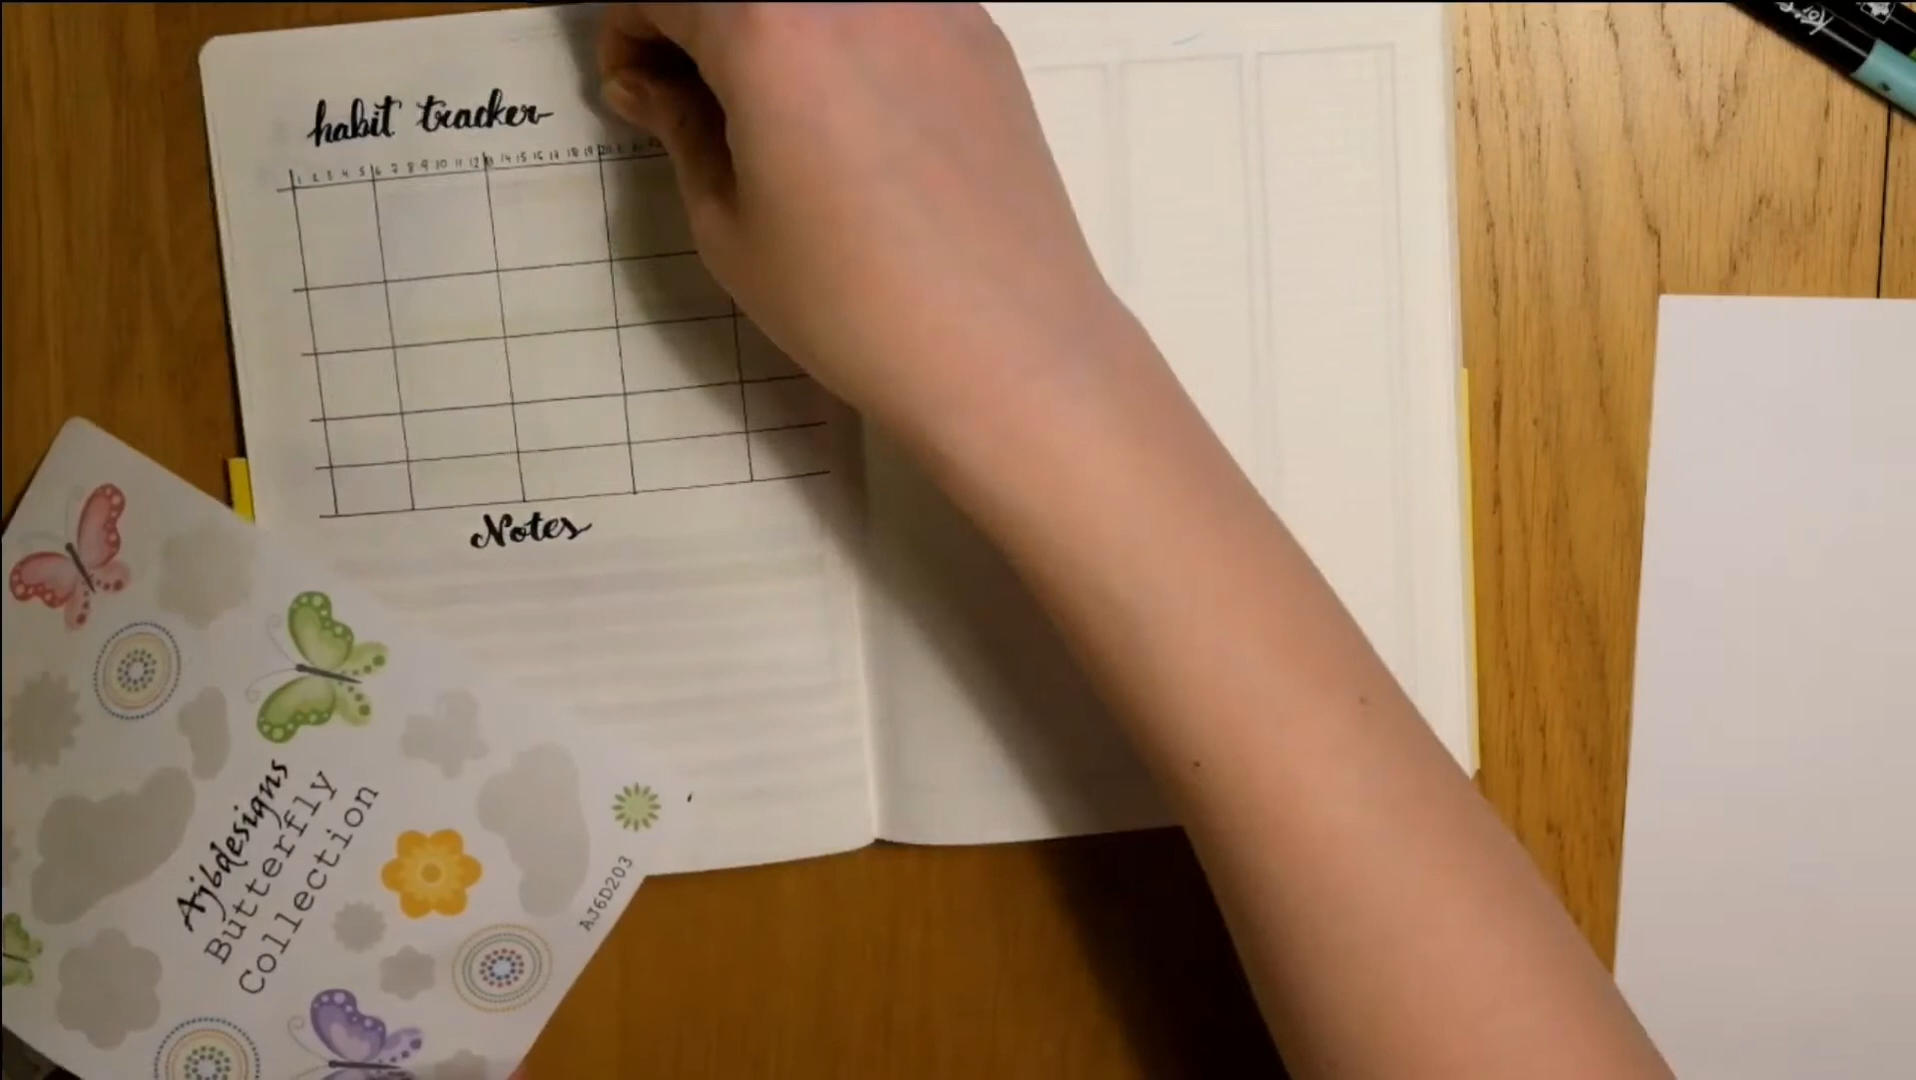 habit tracker
1 2 3 4 5 6 7 8 9 10 11 12 13 14 15 16 17 18 19 20
Notes
Ajbdesigns
Butterfly
Collection
AJ6D203